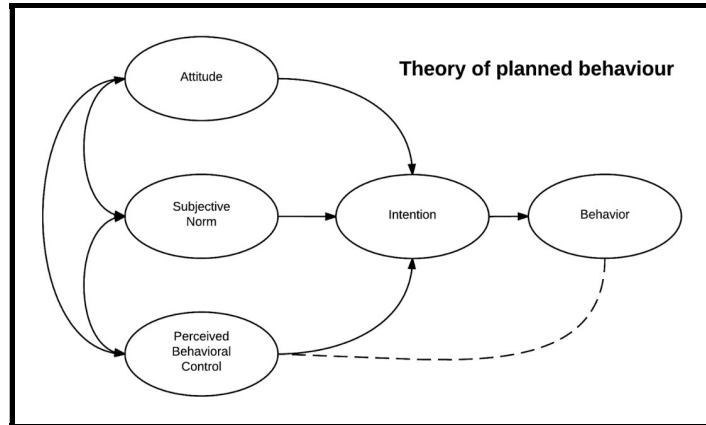 Theory of planned behaviour
Attitude
Subjective
Norm
Intention
Behavior
Perceived
Behavioral
Control